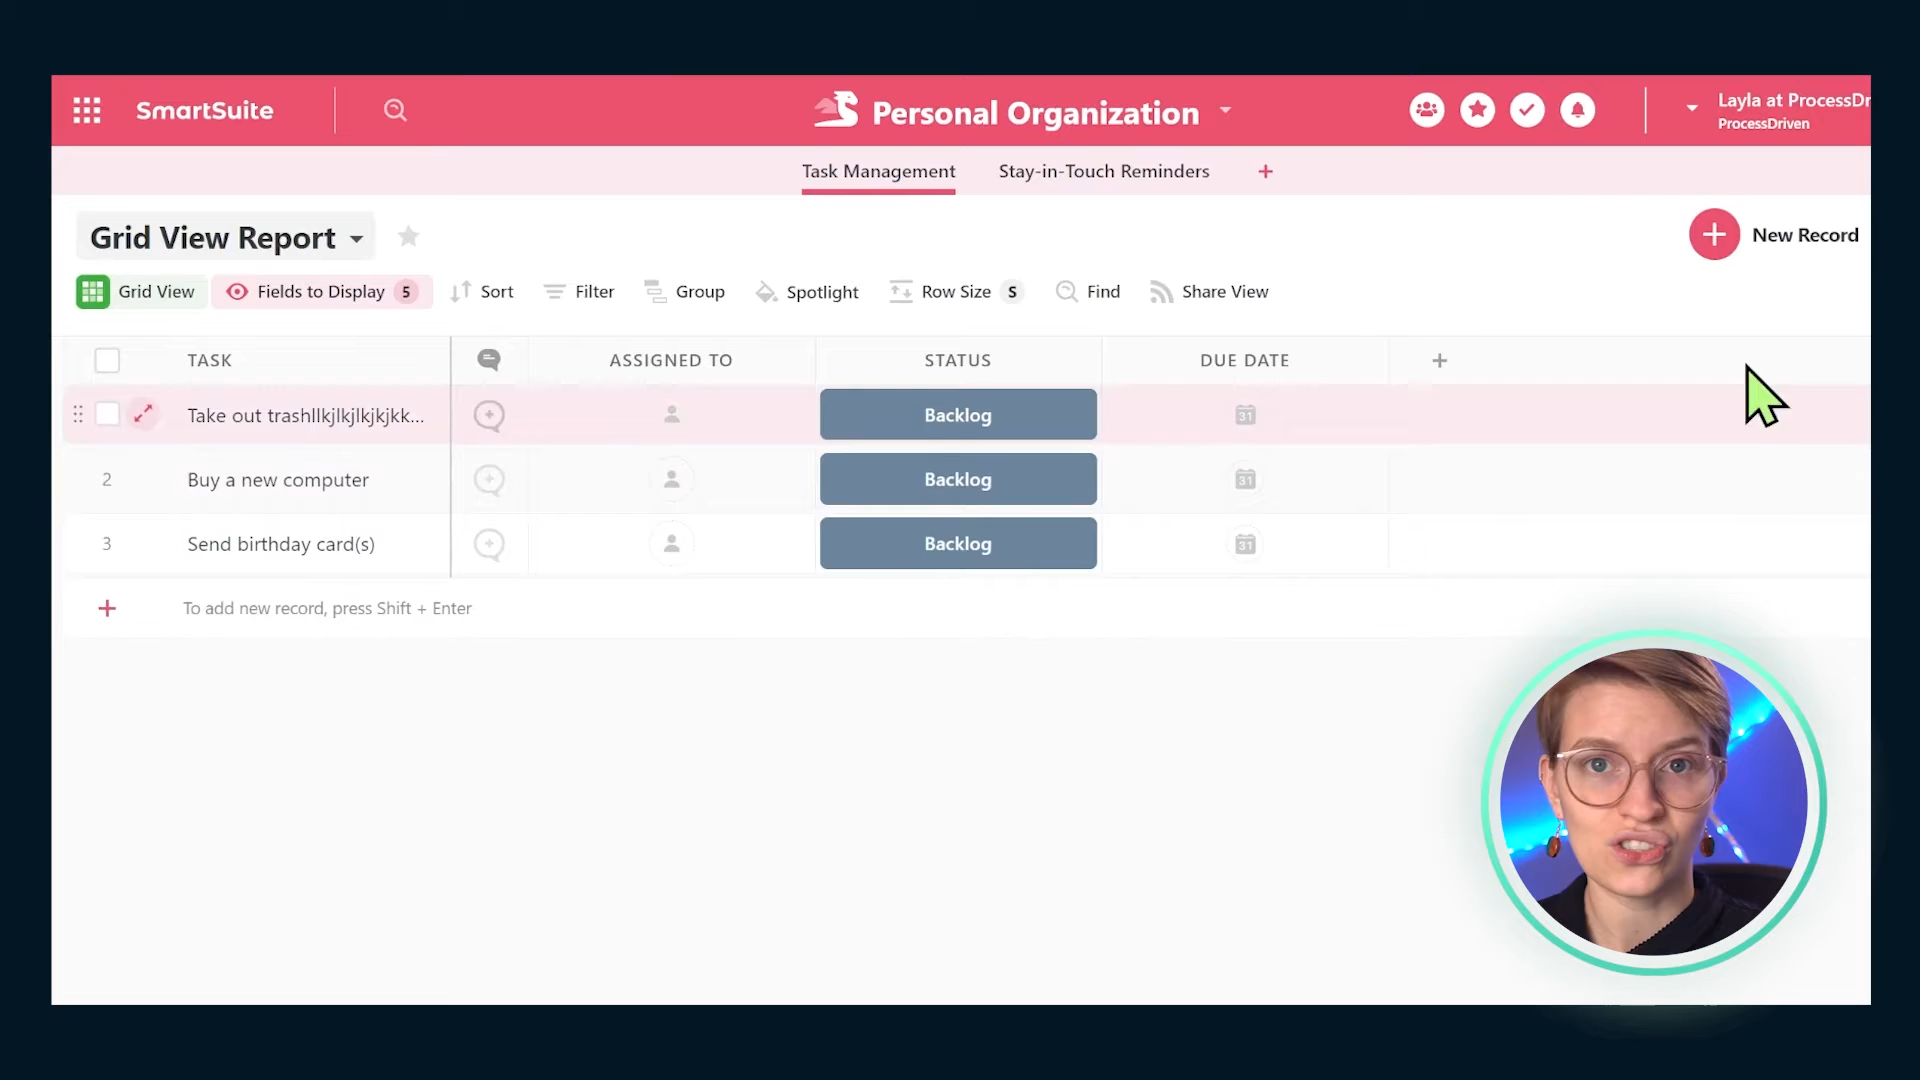 SmartSuite
Personal Organization
Layla at ProcessDr
ProcessDriven
Task Management
Stay-in-Touch Reminders
Grid View Report
New Record
Grid View
Fields to Display 5
Sort
Filter
Group
Spotlight
Row Size S
Find
Share View
TASK
ASSIGNED TO
STATUS
DUE DATE
Take out trashllkjlkjlkjkjkk...
Backlog
31
2
Buy a new computer
Backlog
31
3
Send birthday card(s)
Backlog
31
To add new record, press Shift + Enter